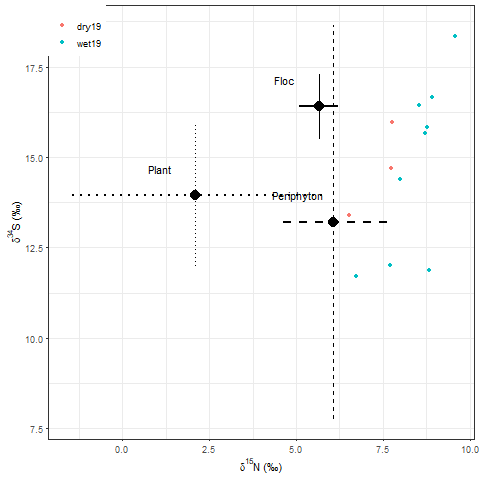 dry19
wet19
17.5
Floc
15.0
Plant
Periphyton
12.5
10.0
7.5
δ34S (‰)
0.0
2.5
5.0
7.5
10.0
δ15N (‰)